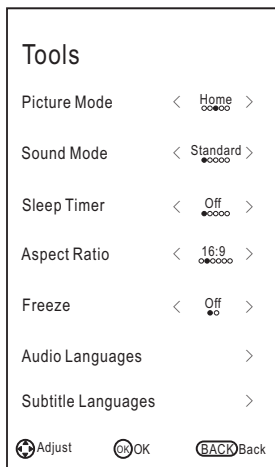 Tools
Picture Mode < Home >
Sound Mode < Standard >
Sleep Timer < Off >
Aspect Ratio < 16:9 >
Freeze < Off >
Audio Languages >
Subtitle Languages >
Adjust OK OK BACK Back